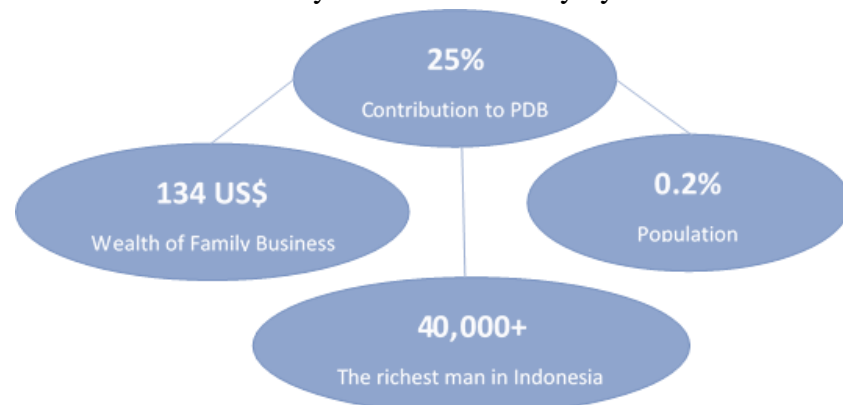 25%
Contribution to PDB
134 US$
Wealth of Family Business
0.2%
Population
40,000+
The richest man in Indonesia